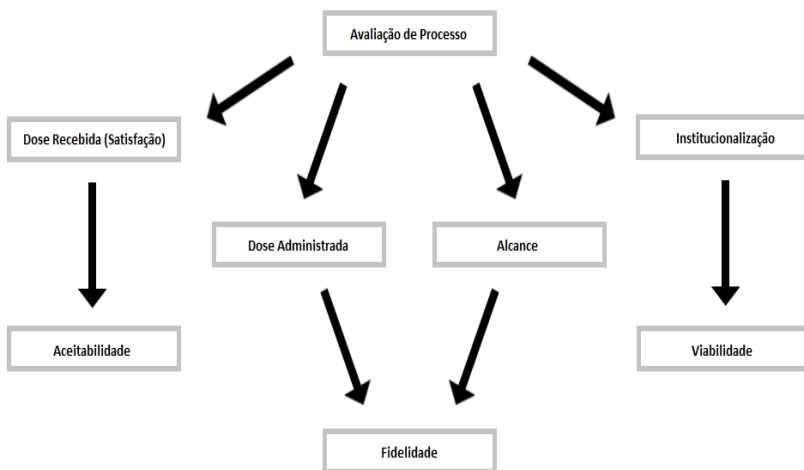 Avaliação de Processo
Dose Recebida (Satisfação)
Institucionalização
Dose Administrada
Alcance
Aceitabilidade
Viabilidade
Fidelidade